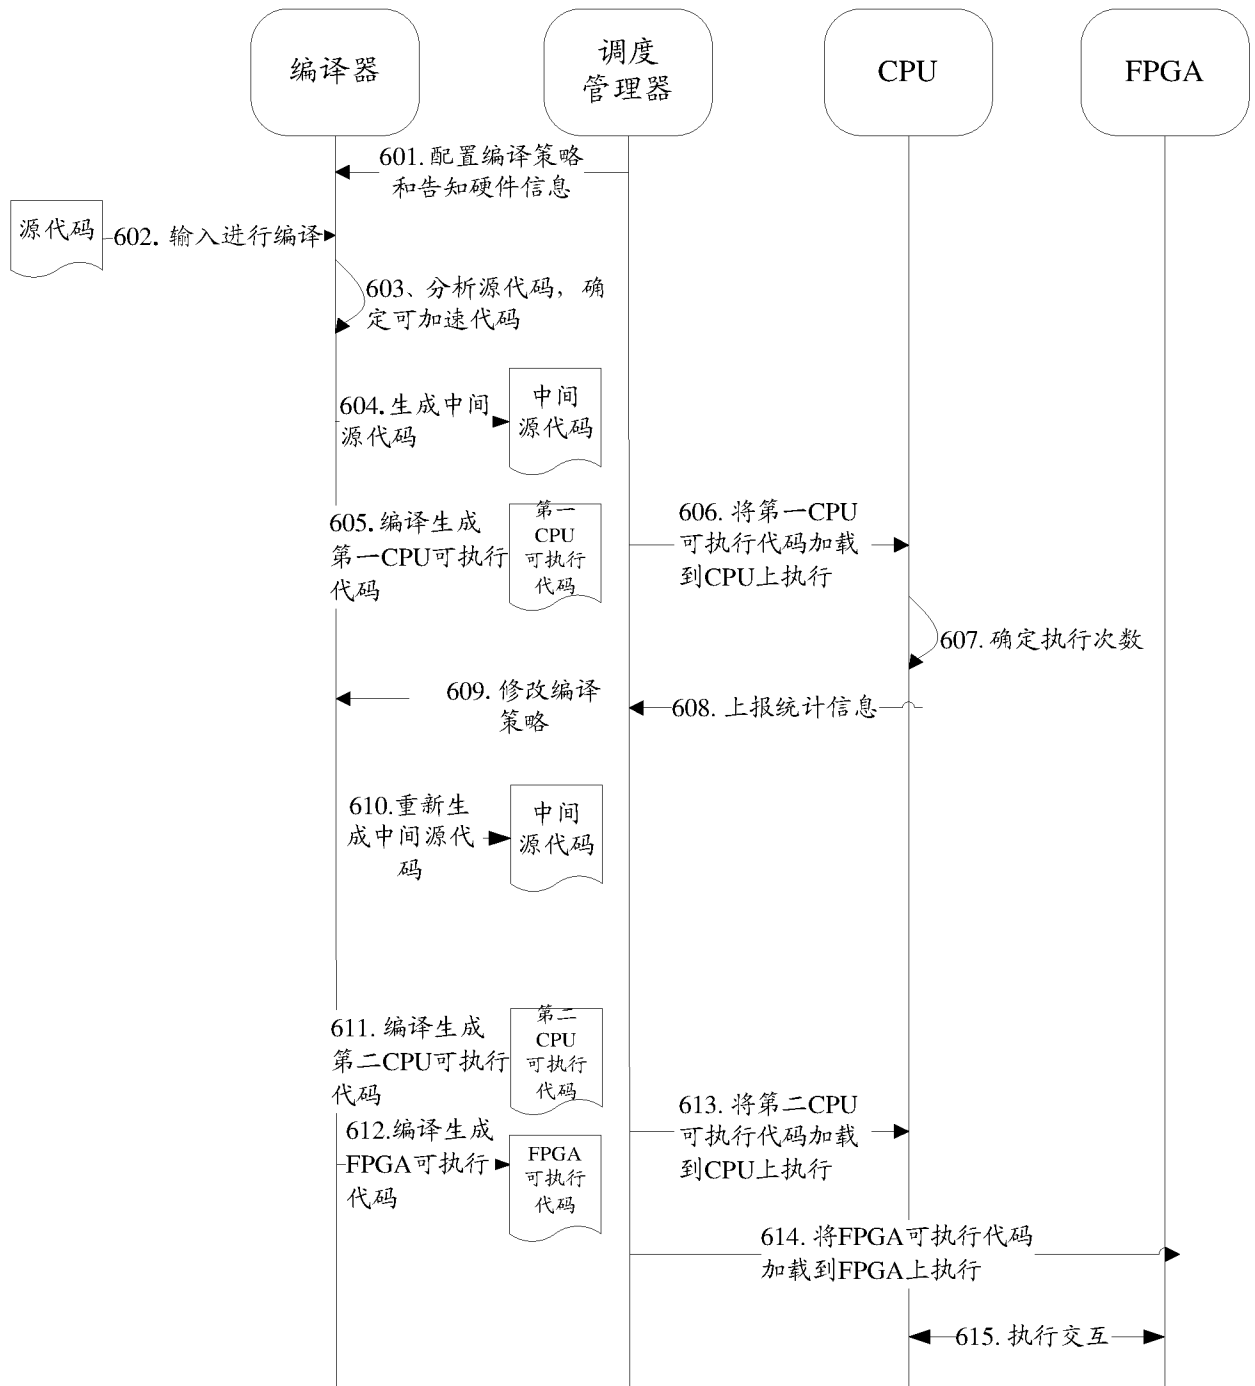 编译器
调度
管理器
CPU
FPGA
601.配置编译策略
和告知硬件信息
源代码
602. 输入进行编译
603、分析源代码，确
定可加速代码
604.生成中间
源代码
中间
源代码
605.编译生成
第一CPU可执行
代码
第一
CPU
可执行
代码
606. 将第一CPU
可执行代码加载
到CPU上执行
607.确定执行次数
609. 修改编译
策略
608. 上报统计信息
610.重新生
成中间源代
码
中间
源代码
611. 编译生成
第二CPU可执行
代码
第二
CPU
可执行
代码
612.编译生成
FPGA可执行
代码
FPGA
可执行
代码
613. 将第二CPU
可执行代码加载
到CPU上执行
614. 将FPGA可执行代码
加载到FPGA上执行
615. 执行交互